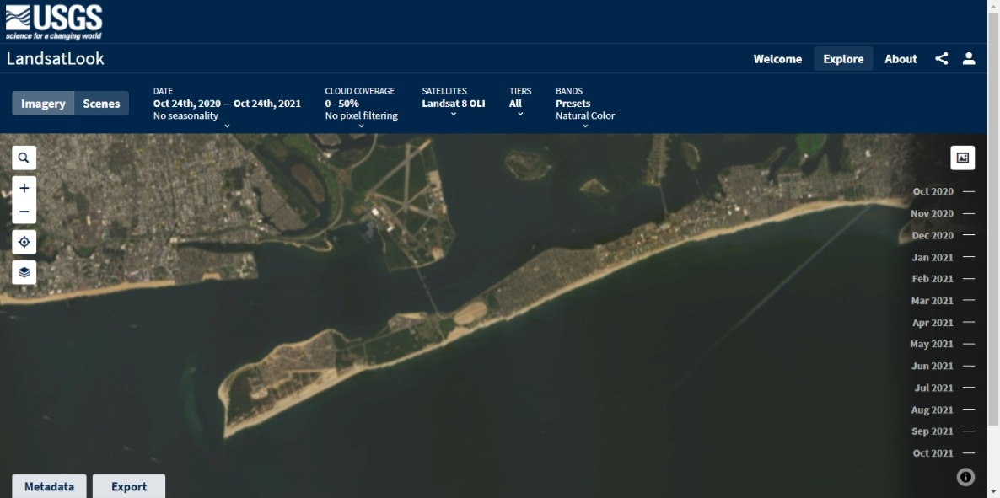 USGS
science for a changing world
LandsatLook
Welcome
Explore
About
Imagery
Scenes
DATE
Oct 24th, 2020 — Oct 24th, 2021
No seasonality
CLOUD COVERAGE
0 - 50%
No pixel filtering
SATELLITES
Landsat 8 OLI
TIERS
All
BANDS
Presets
Natural Color
Oct 2020
Nov 2020
Dec 2020
Jan 2021
Feb 2021
Mar 2021
Apr 2021
May 2021
Jun 2021
Jul 2021
Aug 2021
Sep 2021
Oct 2021
Metadata
Export